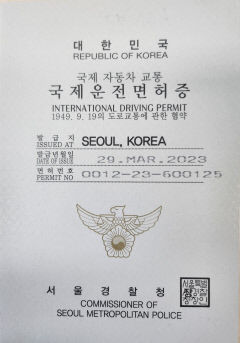 대한민국
REPUBLIC OF KOREA
국제 자동차 교통
국제운전면허증
INTERNATIONAL DRIVING PERMIT
1949. 9. 19의 도로교통에 관한 협약
발급지
ISSUED AT SEOUL, KOREA
발급년월일
DATE OF ISSUE 29. MAR. 2023
면허번호
PERMIT NO 0012-23-600125
서울경찰청
COMMISSIONER OF
SEOUL METROPOLITAN POLICE